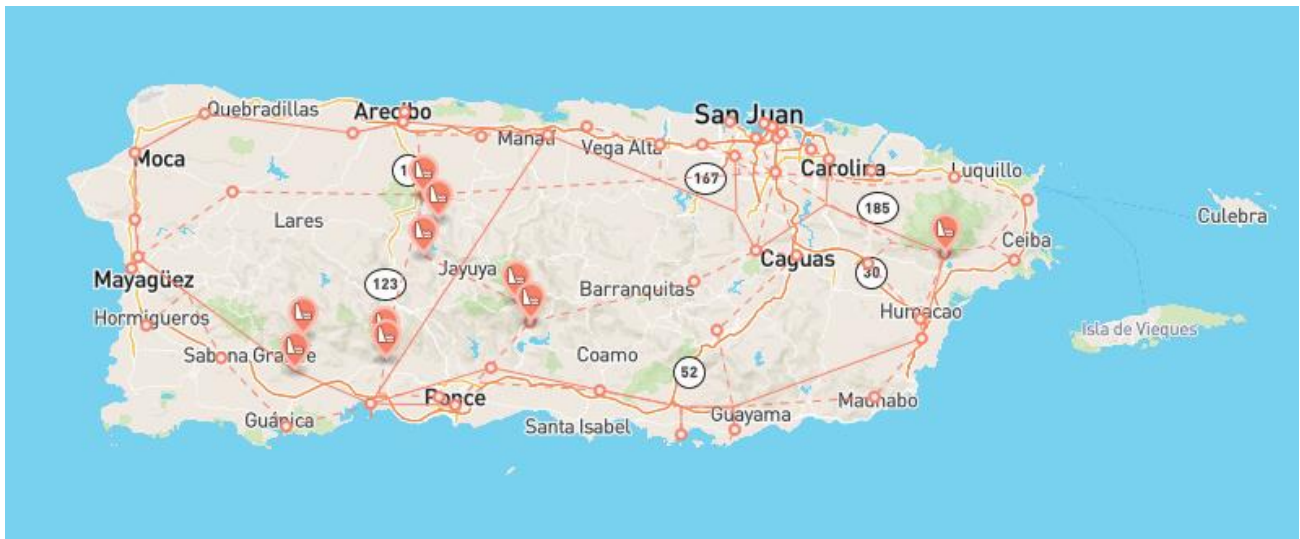 Quebradillas
Arecibo
San Juan
Manatí
Vega Alta
Moca
167
Carolina
Luquillo
185
Culebra
Lares
Ceiba
Caguas
Jayuya
Mayagüez
123
30
Barranquitas
Hormigueros
Humacao
Isla de Vieques
Sabana Grande
Coamo
52
Ponce
Maunabo
Guánica
Guayama
Santa Isabel